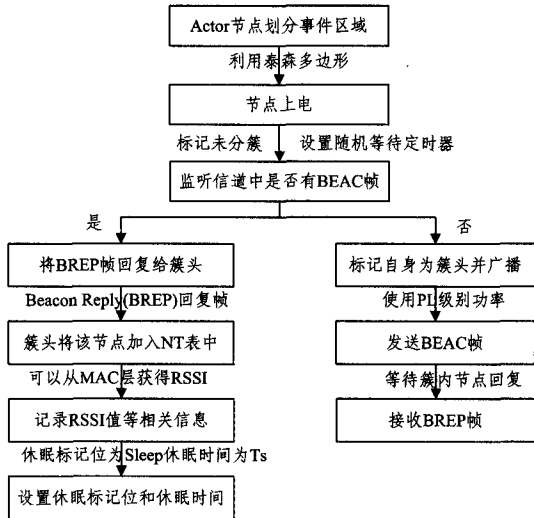 Actor节点划分事件区域
利用泰森多边形
节点上电
标记未分簇 设置随机等待定时器
监听信道中是否有BEAC帧
是 否
将BREP帧回复给簇头
标记自身为簇头并广播
Beacon Reply(BREP)回复帧
使用PL级别功率
簇头将该节点加入NT表中
发送BEAC帧
可以从MAC层获得RSSI
等待簇内节点回复
记录RSSI值等相关信息
接收BREP帧
休眠标记位为Sleep休眠时间为Ts
设置休眠标记位和休眠时间